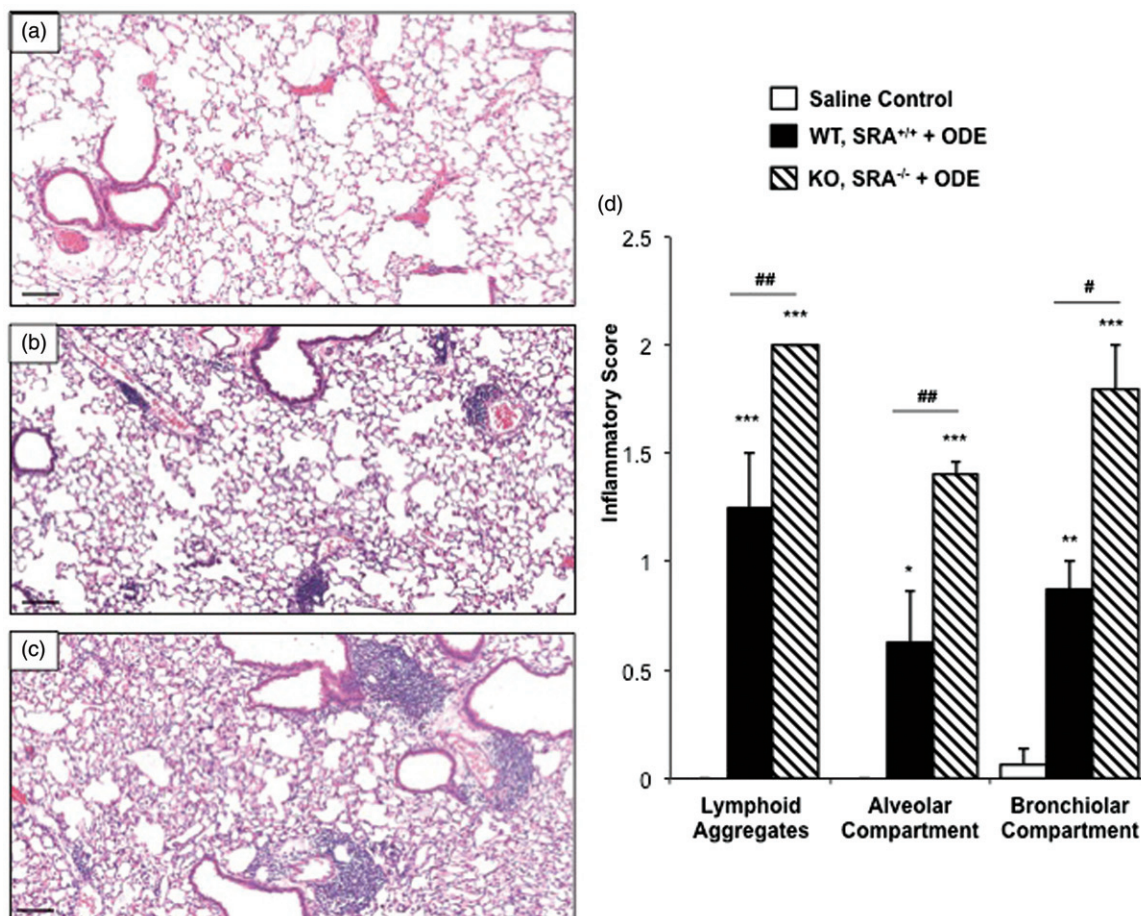 (a)
(b)
(c)
Saline Control
WT, SRA+/+ + ODE
KO, SRA-/- + ODE
(d)
2.5
2
1.5
1
0.5
0
Inflammatory Score
##
***
***
##
***
*
#
***
**
Lymphoid
Aggregates
Alveolar
Compartment
Bronchiolar
Compartment